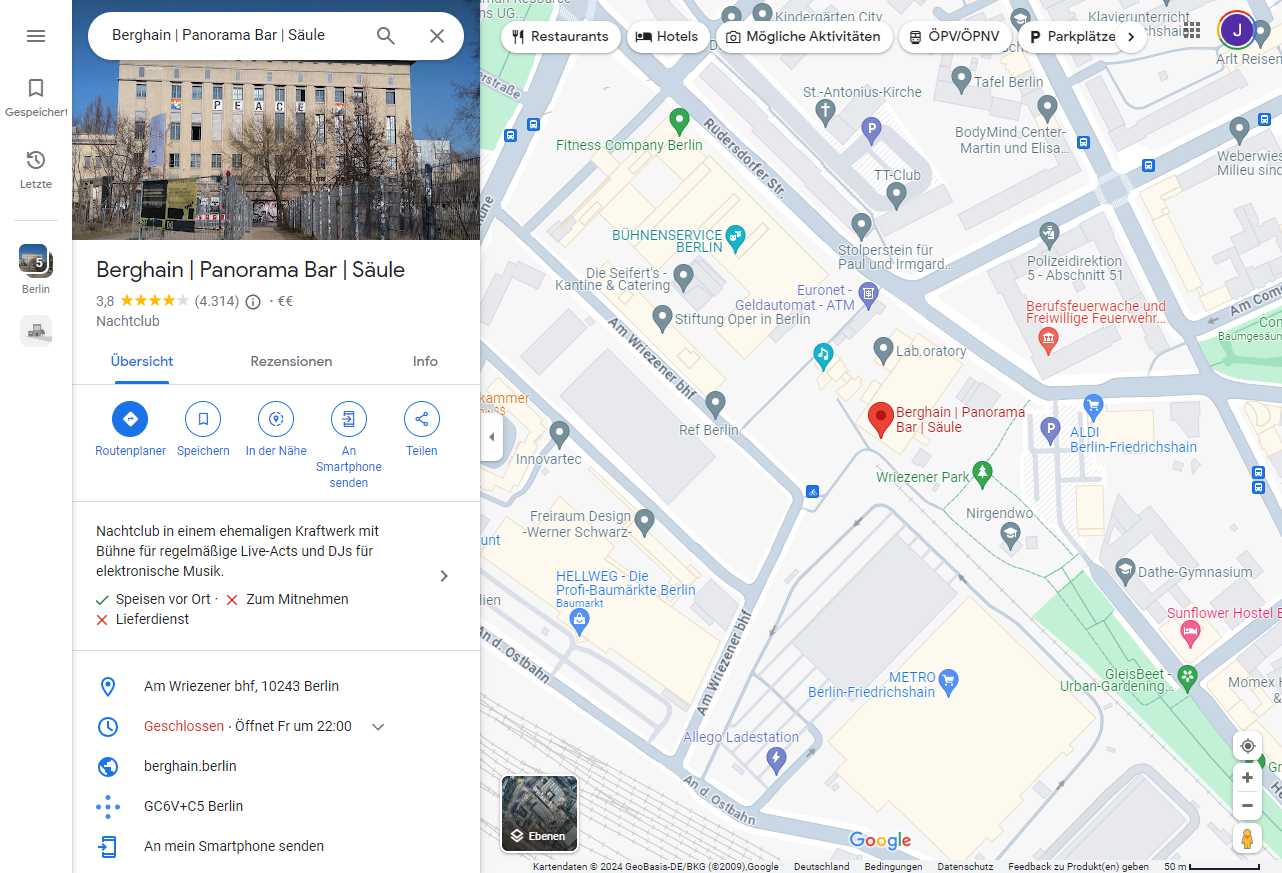 Berghain | Panorama Bar | Säule
Gespeichert
Letzte
5
Berlin
PEACE
Berghain | Panorama Bar | Säule
3,8 (4.314) · €€
Nachtclub
Übersicht
Rezensionen
Info
Routenplaner
Speichern
In der Nähe
An
Smartphone
senden
Teilen
Nachtclub in einem ehemaligen Kraftwerk mit
Bühne für regelmäßige Live-Acts und DJs für
elektronische Musik.
Speisen vor Ort · Zum Mitnehmen
Lieferdienst
Am Wriezener bhf, 10243 Berlin
Geschlossen · Öffnet Fr um 22:00
berghain.berlin
GC6V+C5 Berlin
An mein Smartphone senden
Restaurants
Hotels
Mögliche Aktivitäten
ÖPV/ÖPNV
P Parkplätze
J
UG...
Kindergärten City
Klavierunterricht
Arlt Reisen
Tafel Berlin
St.-Antonius-Kirche
P
Fitness Company Berlin
Rüdersdorfer Str.
BodyMind Center-
Martin und Elisa...
Weberwies
Milieu sind
TT-Club
BÜHNENSERVICE
BERLIN
Stolperstein für
Paul und Irmgard...
Polizeidirektion
5 - Abschnitt 51
Die Seifert's -
Kantine & Catering
Euronet -
Geldautomat - ATM
Stiftung Oper in Berlin
Berufsfeuerwache und
Freiwillige Feuerwehr...
Am Wriezener bhf
Lab.oratory
Baumgesäun
Berghain | Panorama
Bar | Säule
Ref Berlin
P
ALDI
Berlin-Friedrichshain
Innovartec
Wriezener Park
Nirgendwo
Freiraum Design
-Werner Schwarz-
HELLWEG - Die
Profi-Baumärkte Berlin
Baumarkt
Dathe-Gymnasium
Sunflower Hostel B
An d. Ostbahn
Am Wriezener bhf
METRO
Berlin-Friedrichshain
GleisBeet -
Urban-Gardening...
Momex H
Allego Ladestation
An d. Ostbahn
Ebenen
Google
Kartendaten © 2024 GeoBasis-DE/BKG (©2009),Google Deutschland Bedingungen Datenschutz Feedback zu Produkt(en) geben 50 m